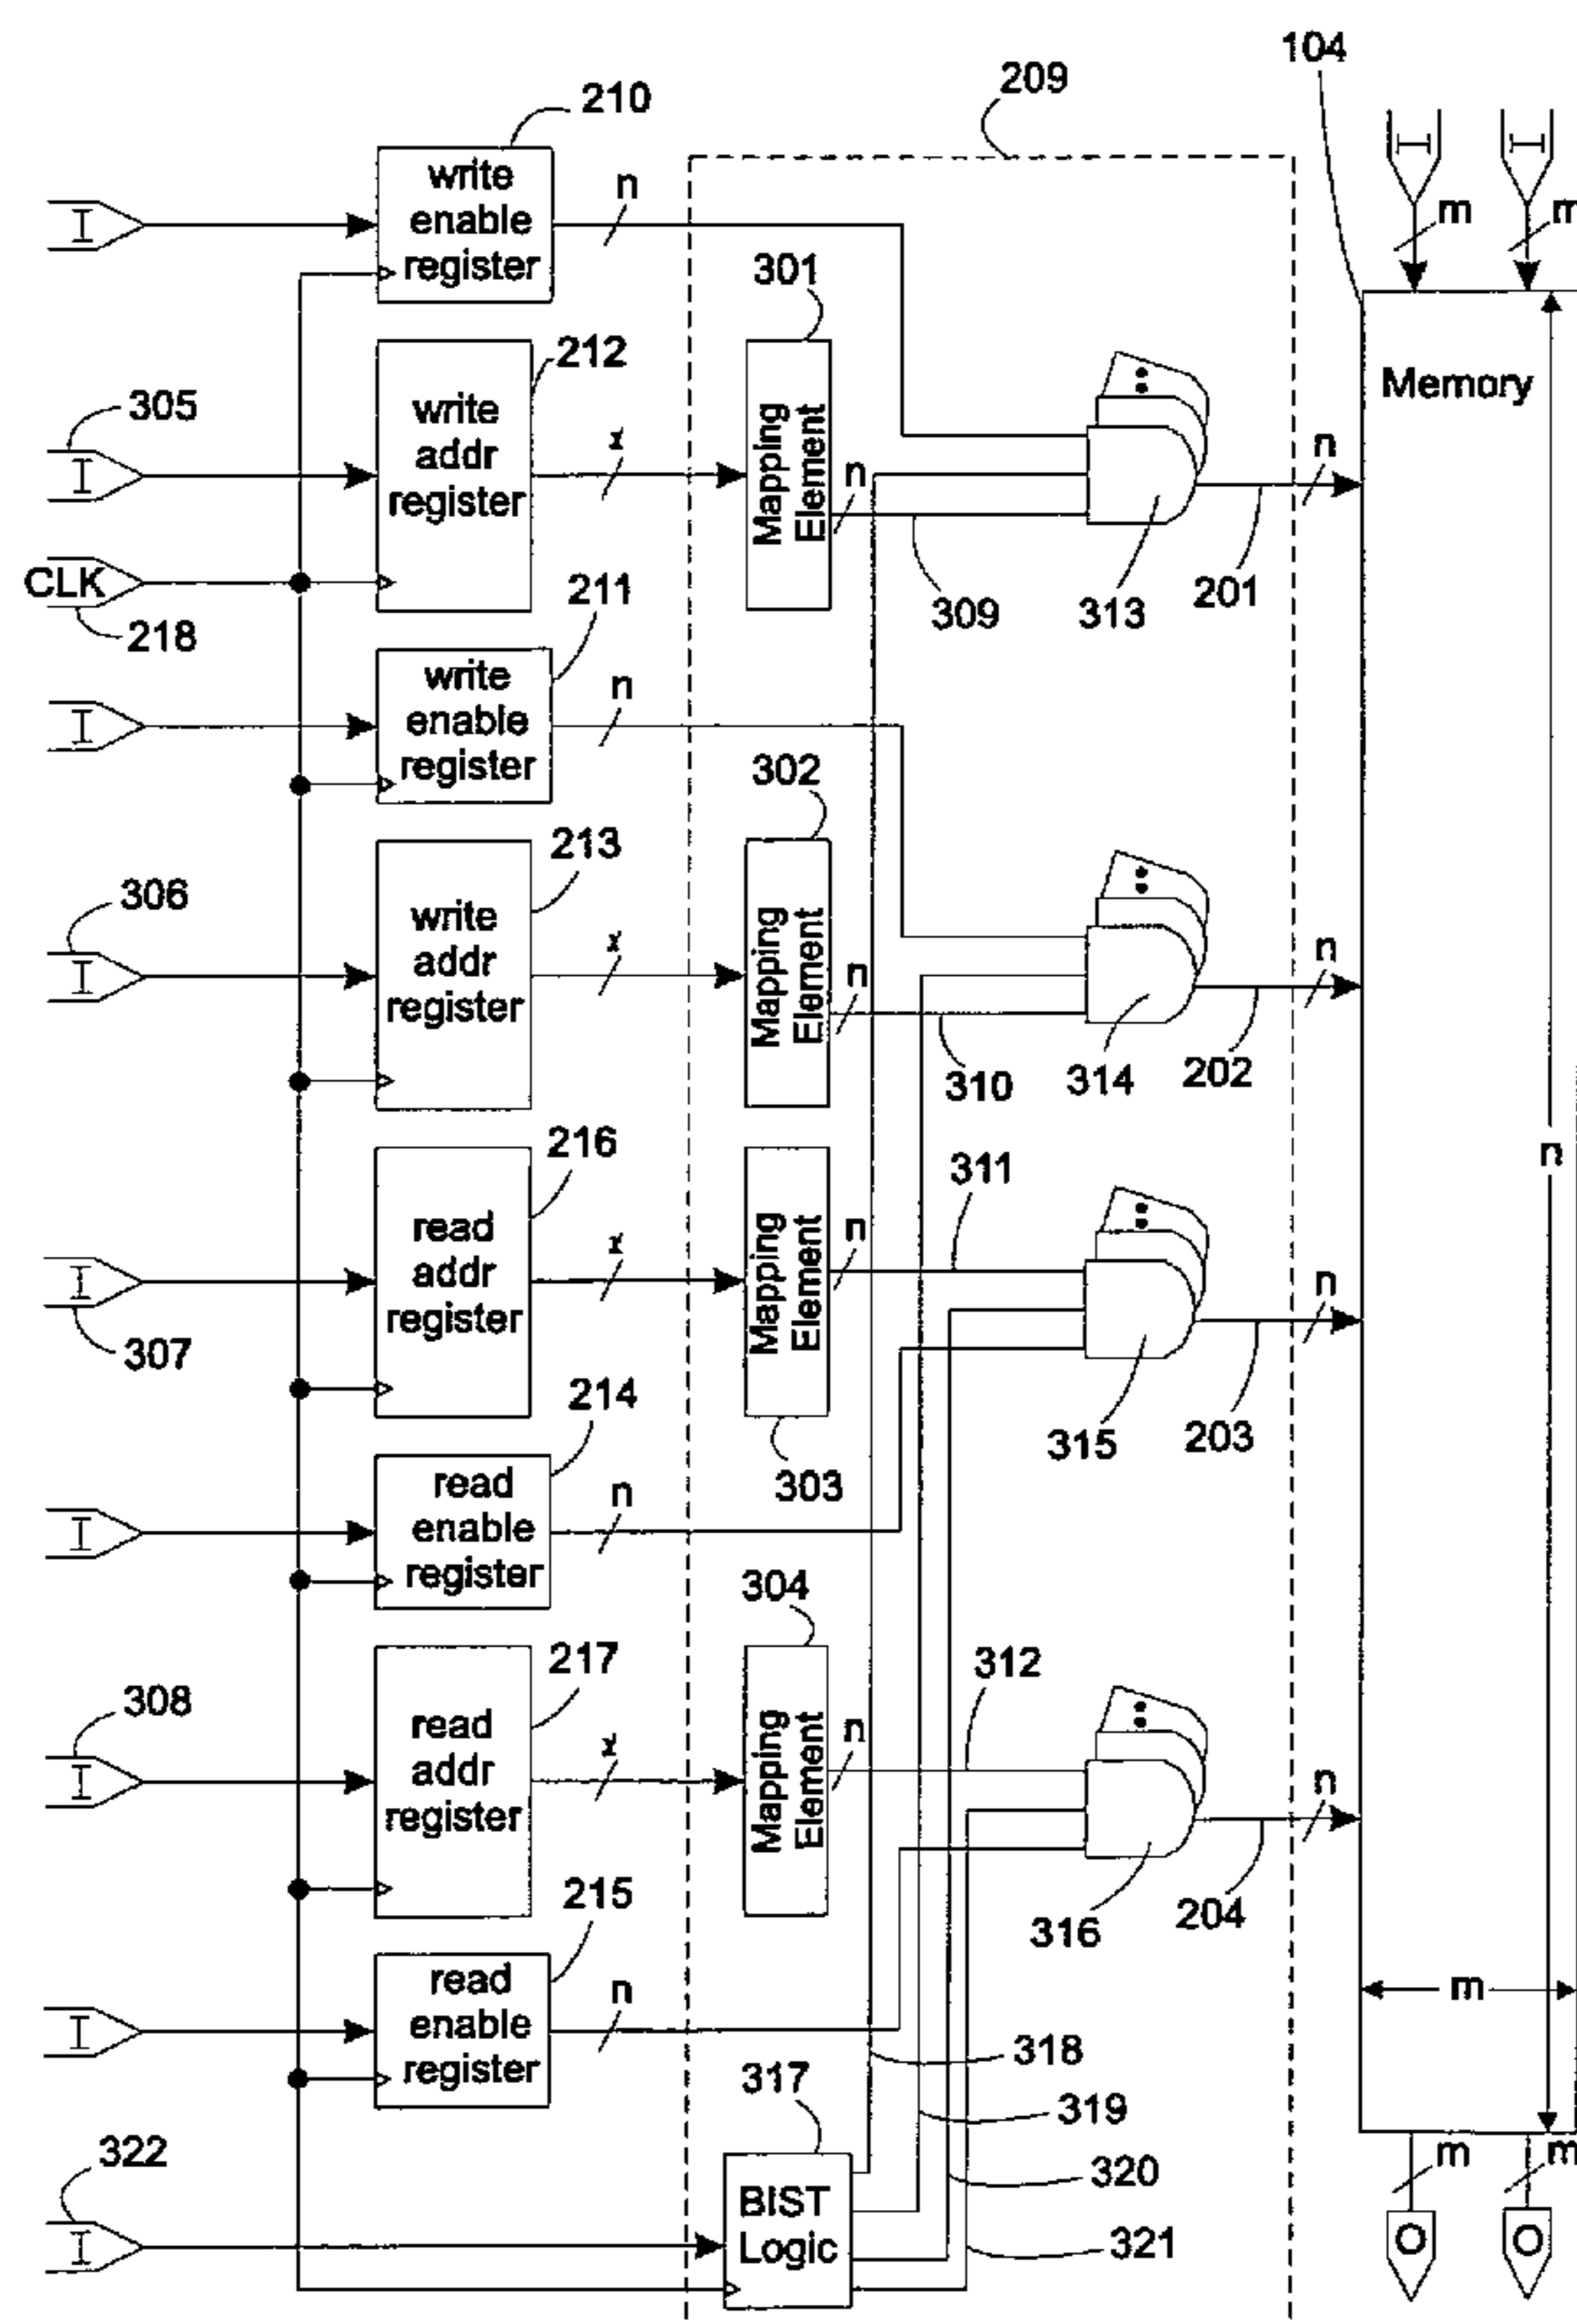 104
209
210
write
enable
register
n
I
I
I
m
m
301
212
305
I
write
addr
register
x
Mapping
Element
n
Memory
n
CLK
218
211
309
313
201
I
write
enable
register
n
302
213
306
I
write
addr
register
x
Mapping
Element
n
n
310
314
202
216
311
n
I
307
read
addr
register
x
Mapping
Element
n
n
303
315
203
214
I
read
enable
register
n
304
217
312
308
I
read
addr
register
x
Mapping
Element
n
n
316
204
215
I
read
enable
register
n
m
318
317
319
322
I
BIST
Logic
320
321
m
m
O
O